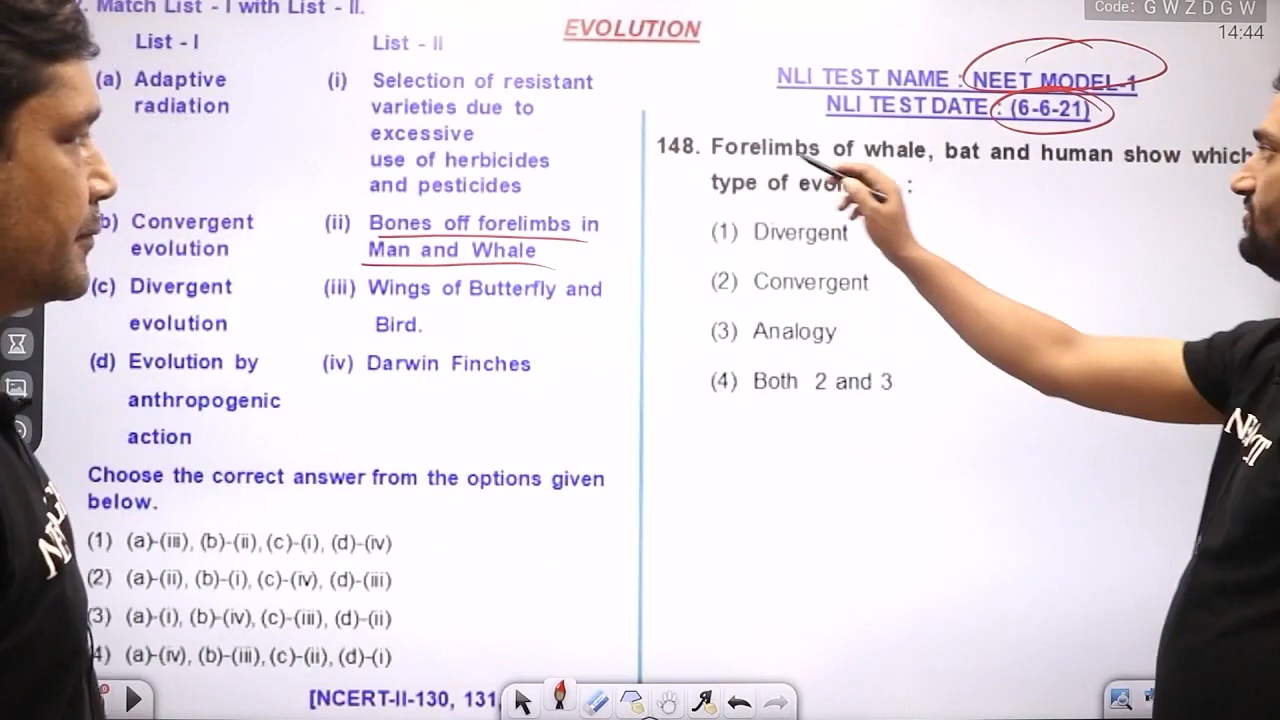 . Match List - I with List - II.
List - I
List - II
(a) Adaptive
radiation
(i) Selection of resistant
varieties due to
excessive
use of herbicides
and pesticides
b) Convergent
evolution
(ii) Bones off forelimbs in
Man and Whale
(c) Divergent
evolution
(iii) Wings of Butterfly and
Bird.
(d) Evolution by
anthropogenic
action
(iv) Darwin Finches
Choose the correct answer from the options given
below.
(1) (a)-(iii), (b)-(ii), (c)-(i), (d)-(iv)
(2) (a)-(ii), (b)-(i), (c)-(iv), (d)-(iii)
(3) (a)-(i), (b)-(iv), (c)-(iii), (d)-(ii)
4) (a)-(iv), (b)-(iii), (c)-(ii), (d)-(i)
[NCERT-II-130, 131,
EVOLUTION
Code: G W Z D G W
14:44
NLI TEST NAME : NEET MODEL-1
NLI TEST DATE : (6-6-21)
148. Forelimbs of whale, bat and human show which
type of :
(1) Divergent
(2) Convergent
(3) Analogy
(4) Both 2 and 3